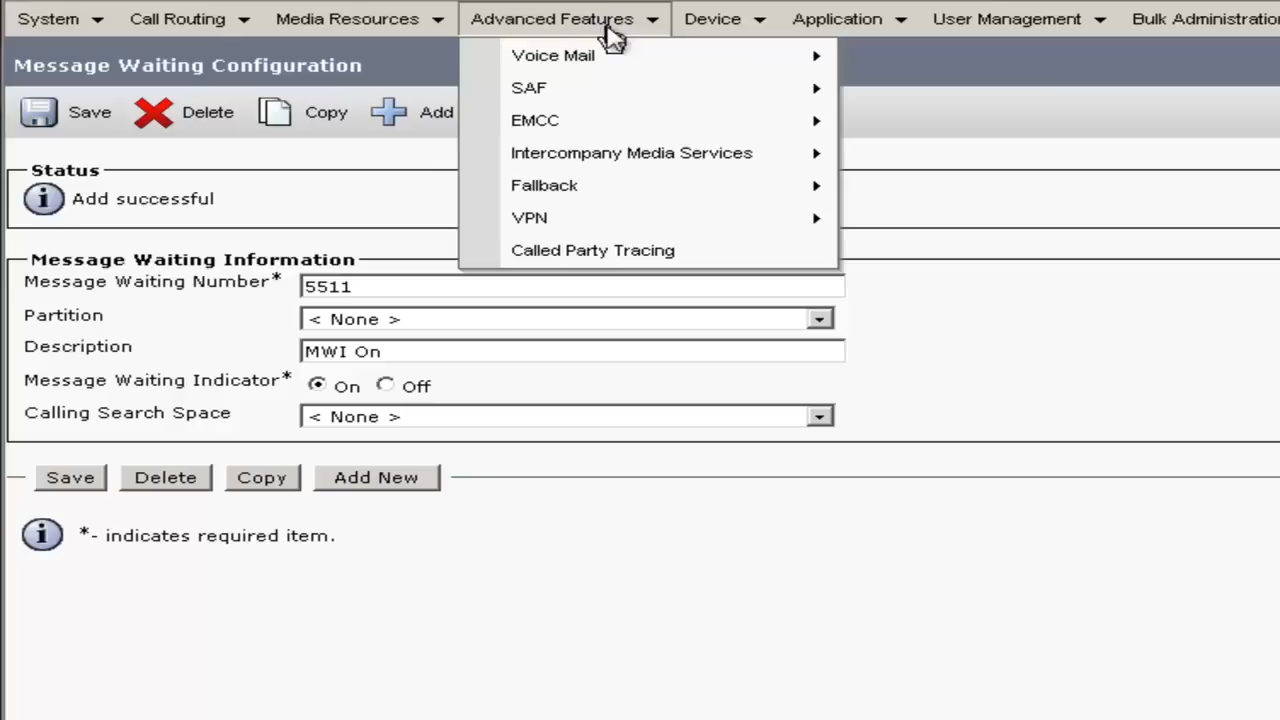 System Call Routing Media Resources Advanced Features Device Application User Management Bulk Administratio
Message Waiting Configuration
Voice Mail
SAF
EMCC
Intercompany Media Services
Fallback
VPN
Called Party Tracing
Save Delete Copy Add
Status
Add successful
Message Waiting Information
Message Waiting Number* 5511
Partition < None >
Description MWI On
Message Waiting Indicator* On Off
Calling Search Space < None >
Save Delete Copy Add New
*- indicates required item.